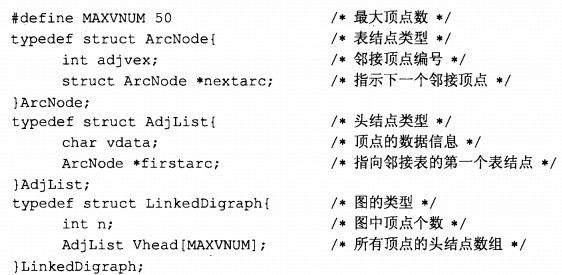 #define MAXVNUM 50 /* 最大顶点数 */
typedef struct ArcNode{ /* 表结点类型 */
int adjvex; /* 邻接顶点编号 */
struct ArcNode *nextarc; /* 指示下一个邻接顶点 */
}ArcNode;
typedef struct AdjList{ /* 头结点类型 */
char vdata; /* 顶点的数据信息 */
ArcNode *firstarc; /* 指向邻接表的第一个表结点 */
}AdjList;
typedef struct LinkedDigraph{ /* 图的类型 */
int n; /* 图中顶点个数 */
AdjList Vhead[MAXVNUM]; /* 所有顶点的头结点数组 */
}LinkedDigraph;